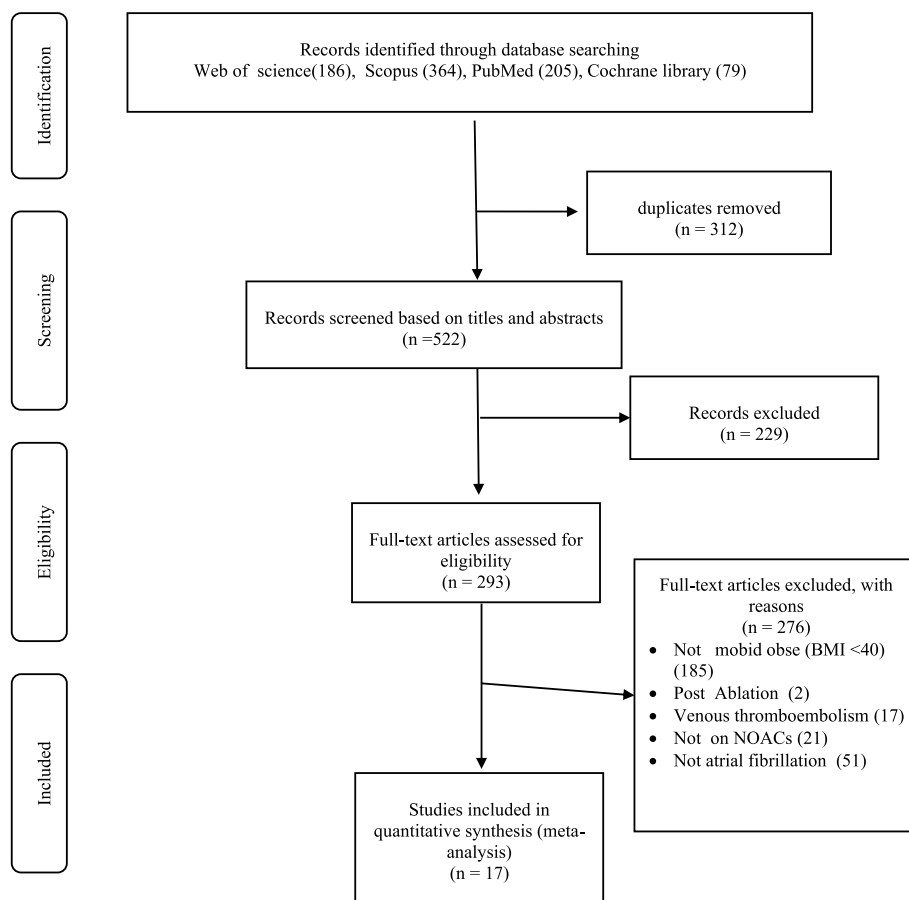 Identification
Records identified through database searching
Web of science(186), Scopus (364), PubMed (205), Cochrane library (79)
duplicates removed
(n = 312)
Screening
Records screened based on titles and abstracts
(n =522)
Records excluded
(n = 229)
Eligibility
Full-text articles assessed for
eligibility
(n = 293)
Full-text articles excluded, with
reasons
(n = 276)
• Not mobid obse (BMI <40)
(185)
• Post Ablation (2)
• Venous thromboembolism (17)
• Not on NOACs (21)
• Not atrial fibrillation (51)
Included
Studies included in
quantitative synthesis (meta-
analysis)
(n = 17)